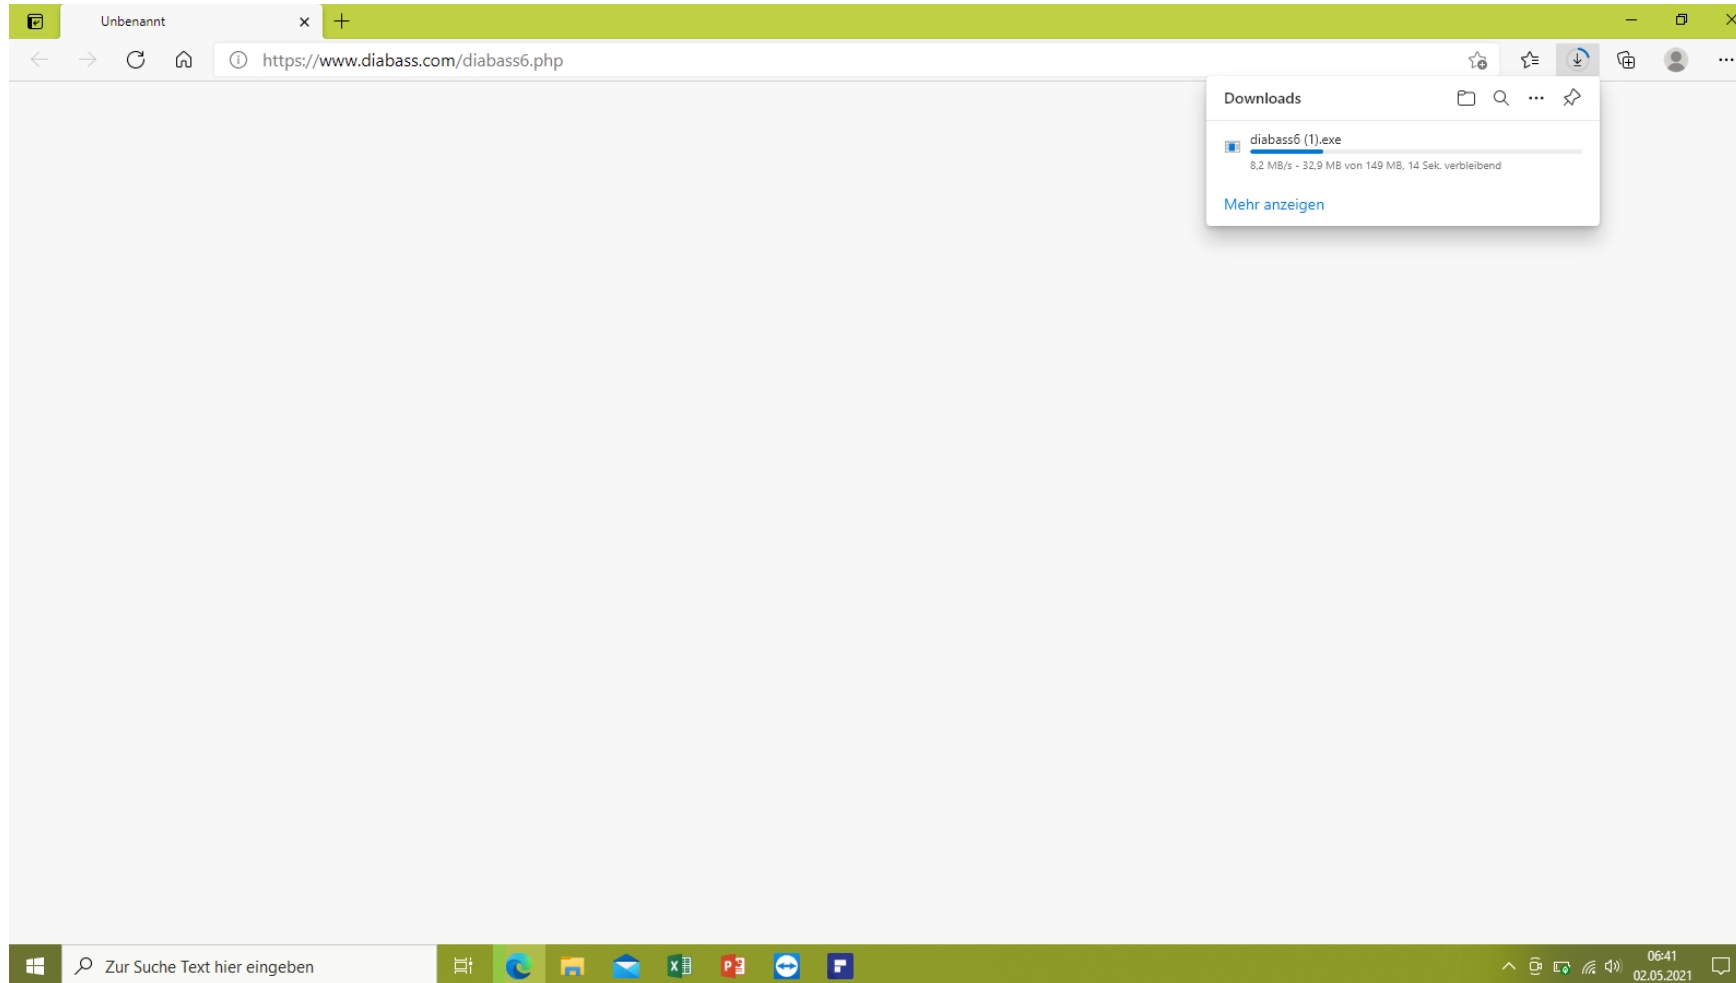 Unbenannt
https://www.diabass.com/diabass6.php
Downloads
diabass6 (1).exe
8,2 MB/s - 32,9 MB von 149 MB, 14 Sek. verbleibend
Mehr anzeigen
Zur Suche Text hier eingeben
06:41
02.05.2021